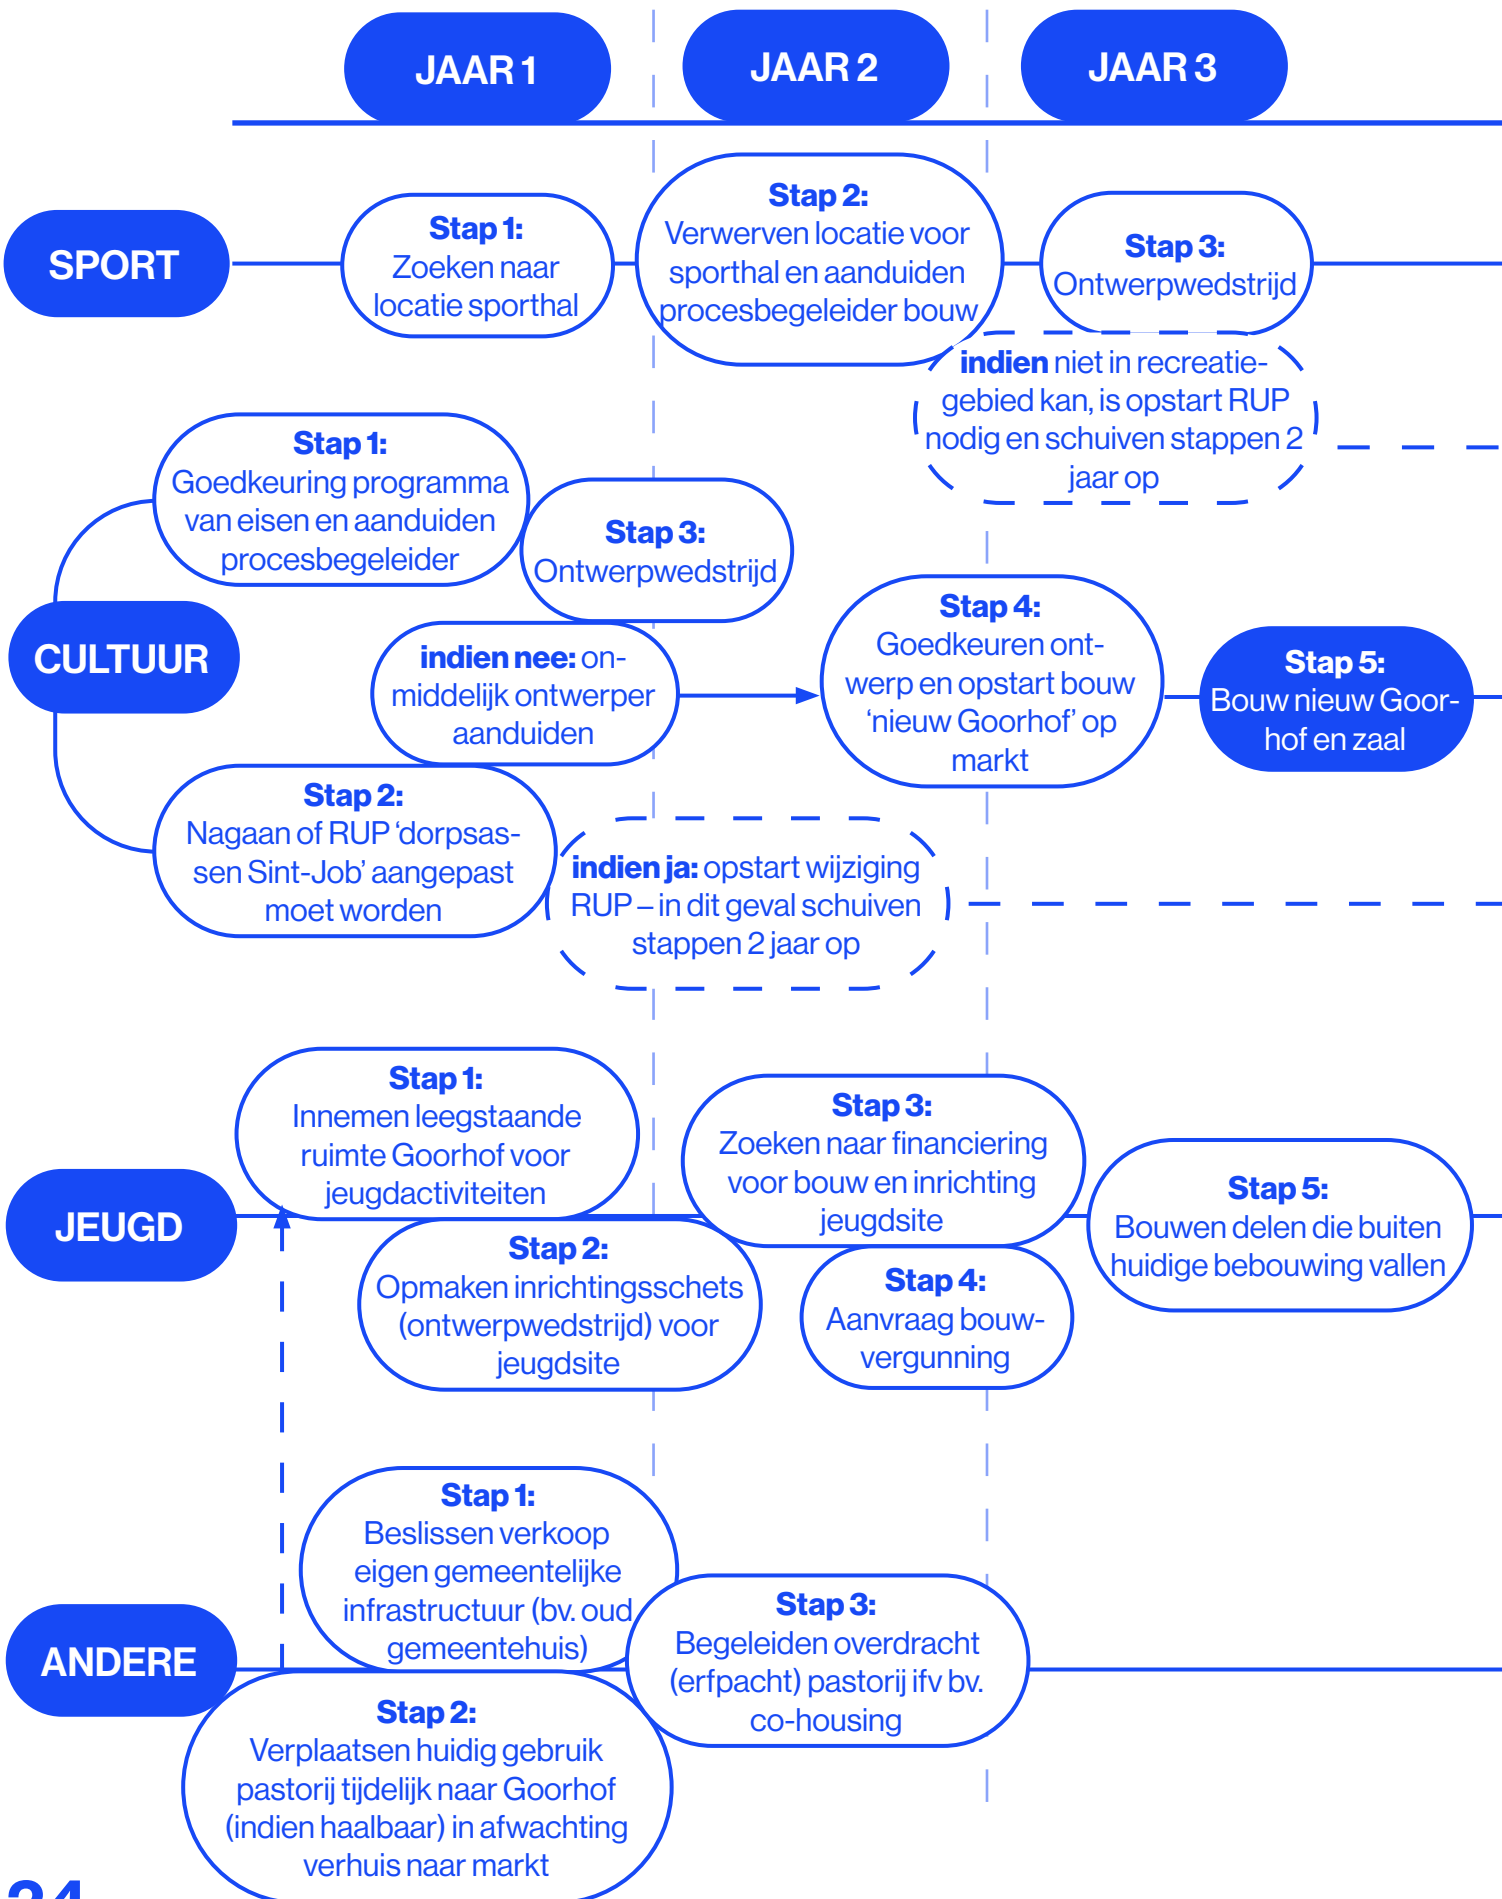 JAAR 1
JAAR 2
JAAR 3
SPORT
Stap 1:
Zoeken naar
locatie sporthal
Stap 2:
Verwerven locatie voor
sporthal en aanduiden
procesbegeleider bouw
Stap 3:
Ontwerpwedstrijd
indien niet in recreatie-
gebied kan, is opstart RUP
nodig en schuiven stappen 2
jaar op
CULTUUR
Stap 1:
Goedkeuring programma
van eisen en aanduiden
procesbegeleider
Stap 3:
Ontwerpwedstrijd
indien nee: on-
middelijk ontwerper
aanduiden
Stap 4:
Goedkeuren ont-
werp en opstart bouw
‘nieuw Goorhof’ op
markt
Stap 5:
Bouw nieuw Goor-
hof en zaal
Stap 2:
Nagaan of RUP ‘dorpsas-
sen Sint-Job’ aangepast
moet worden
indien ja: opstart wijziging
RUP – in dit geval schuiven
stappen 2 jaar op
JEUGD
Stap 1:
Innemen leegstaande
ruimte Goorhof voor
jeugdactiviteiten
Stap 2:
Opmaken inrichtingsschets
(ontwerpwedstrijd) voor
jeugdsite
Stap 3:
Zoeken naar financiering
voor bouw en inrichting
jeugdsite
Stap 4:
Aanvraag bouw-
vergunning
Stap 5:
Bouwen delen die buiten
huidige bebouwing vallen
ANDERE
Stap 1:
Beslissen verkoop
eigen gemeentelijke
infrastructuur (bv. oud
gemeentehuis)
Stap 2:
Verplaatsen huidig gebruik
pastorij tijdelijk naar Goorhof
(indien haalbaar) in afwachting
verhuis naar markt
Stap 3:
Begeleiden overdracht
(erfpacht) pastorij ifv bv.
co-housing